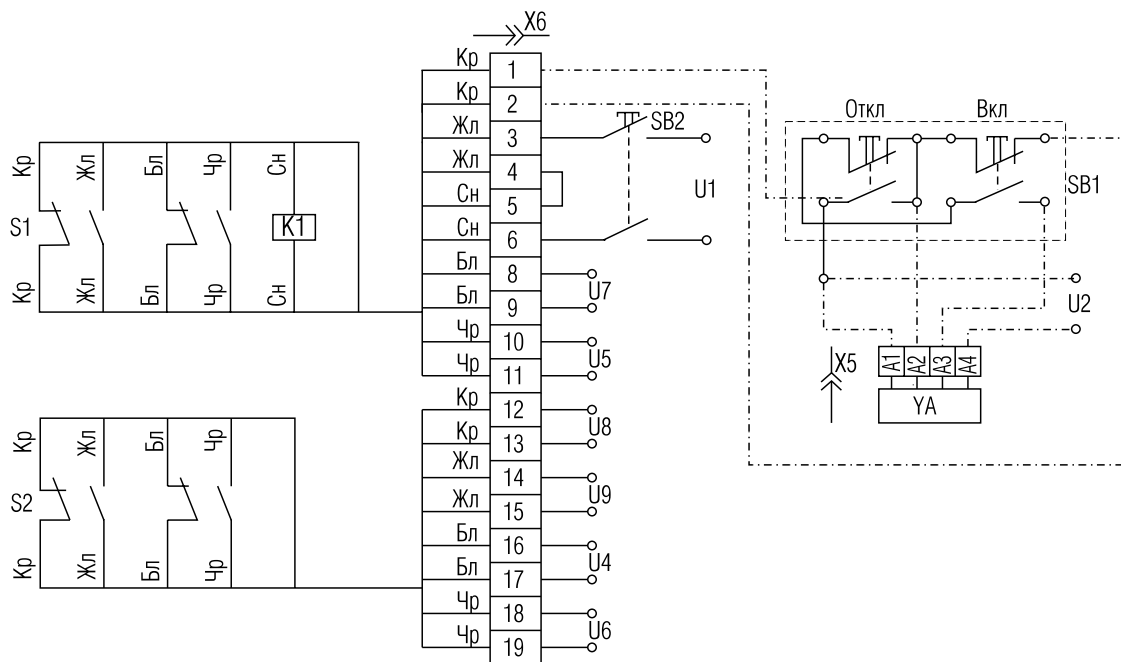 X6
Кр 1
Кр 2
Жл 3
Жл 4
Сн 5
Сн 6
Бл 8
Бл 9
Чр 10
Чр 11
Кр 12
Кр 13
Жл 14
Жл 15
Бл 16
Бл 17
Чр 18
Чр 19
SB2
U1
U7
U5
U8
U9
U4
U6
Кр Жл Бл Чр Сн
S1
K1
Кр Жл Бл Чр Сн
Кр Жл Бл Чр
S2
Кр Жл Бл Чр
Откл Вкл
SB1
U2
X5
A1 A2 A3 A4
YA